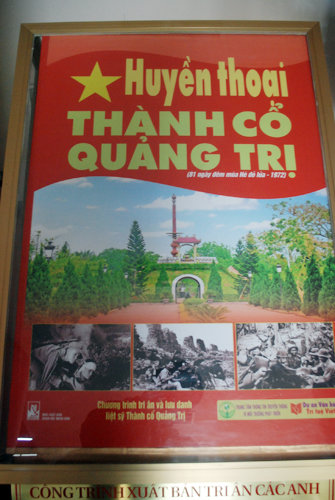 Huyền thoại
THÀNH CỔ
QUẢNG TRỊ
(81 ngày đêm mùa Hè đỏ lửa - 1972)
Chương trình tri ân và lưu danh
liệt sỹ Thành cổ Quảng Trị
CÔNG TRÌNH XUẤT BẢN TRI ÂN CÁC ANH